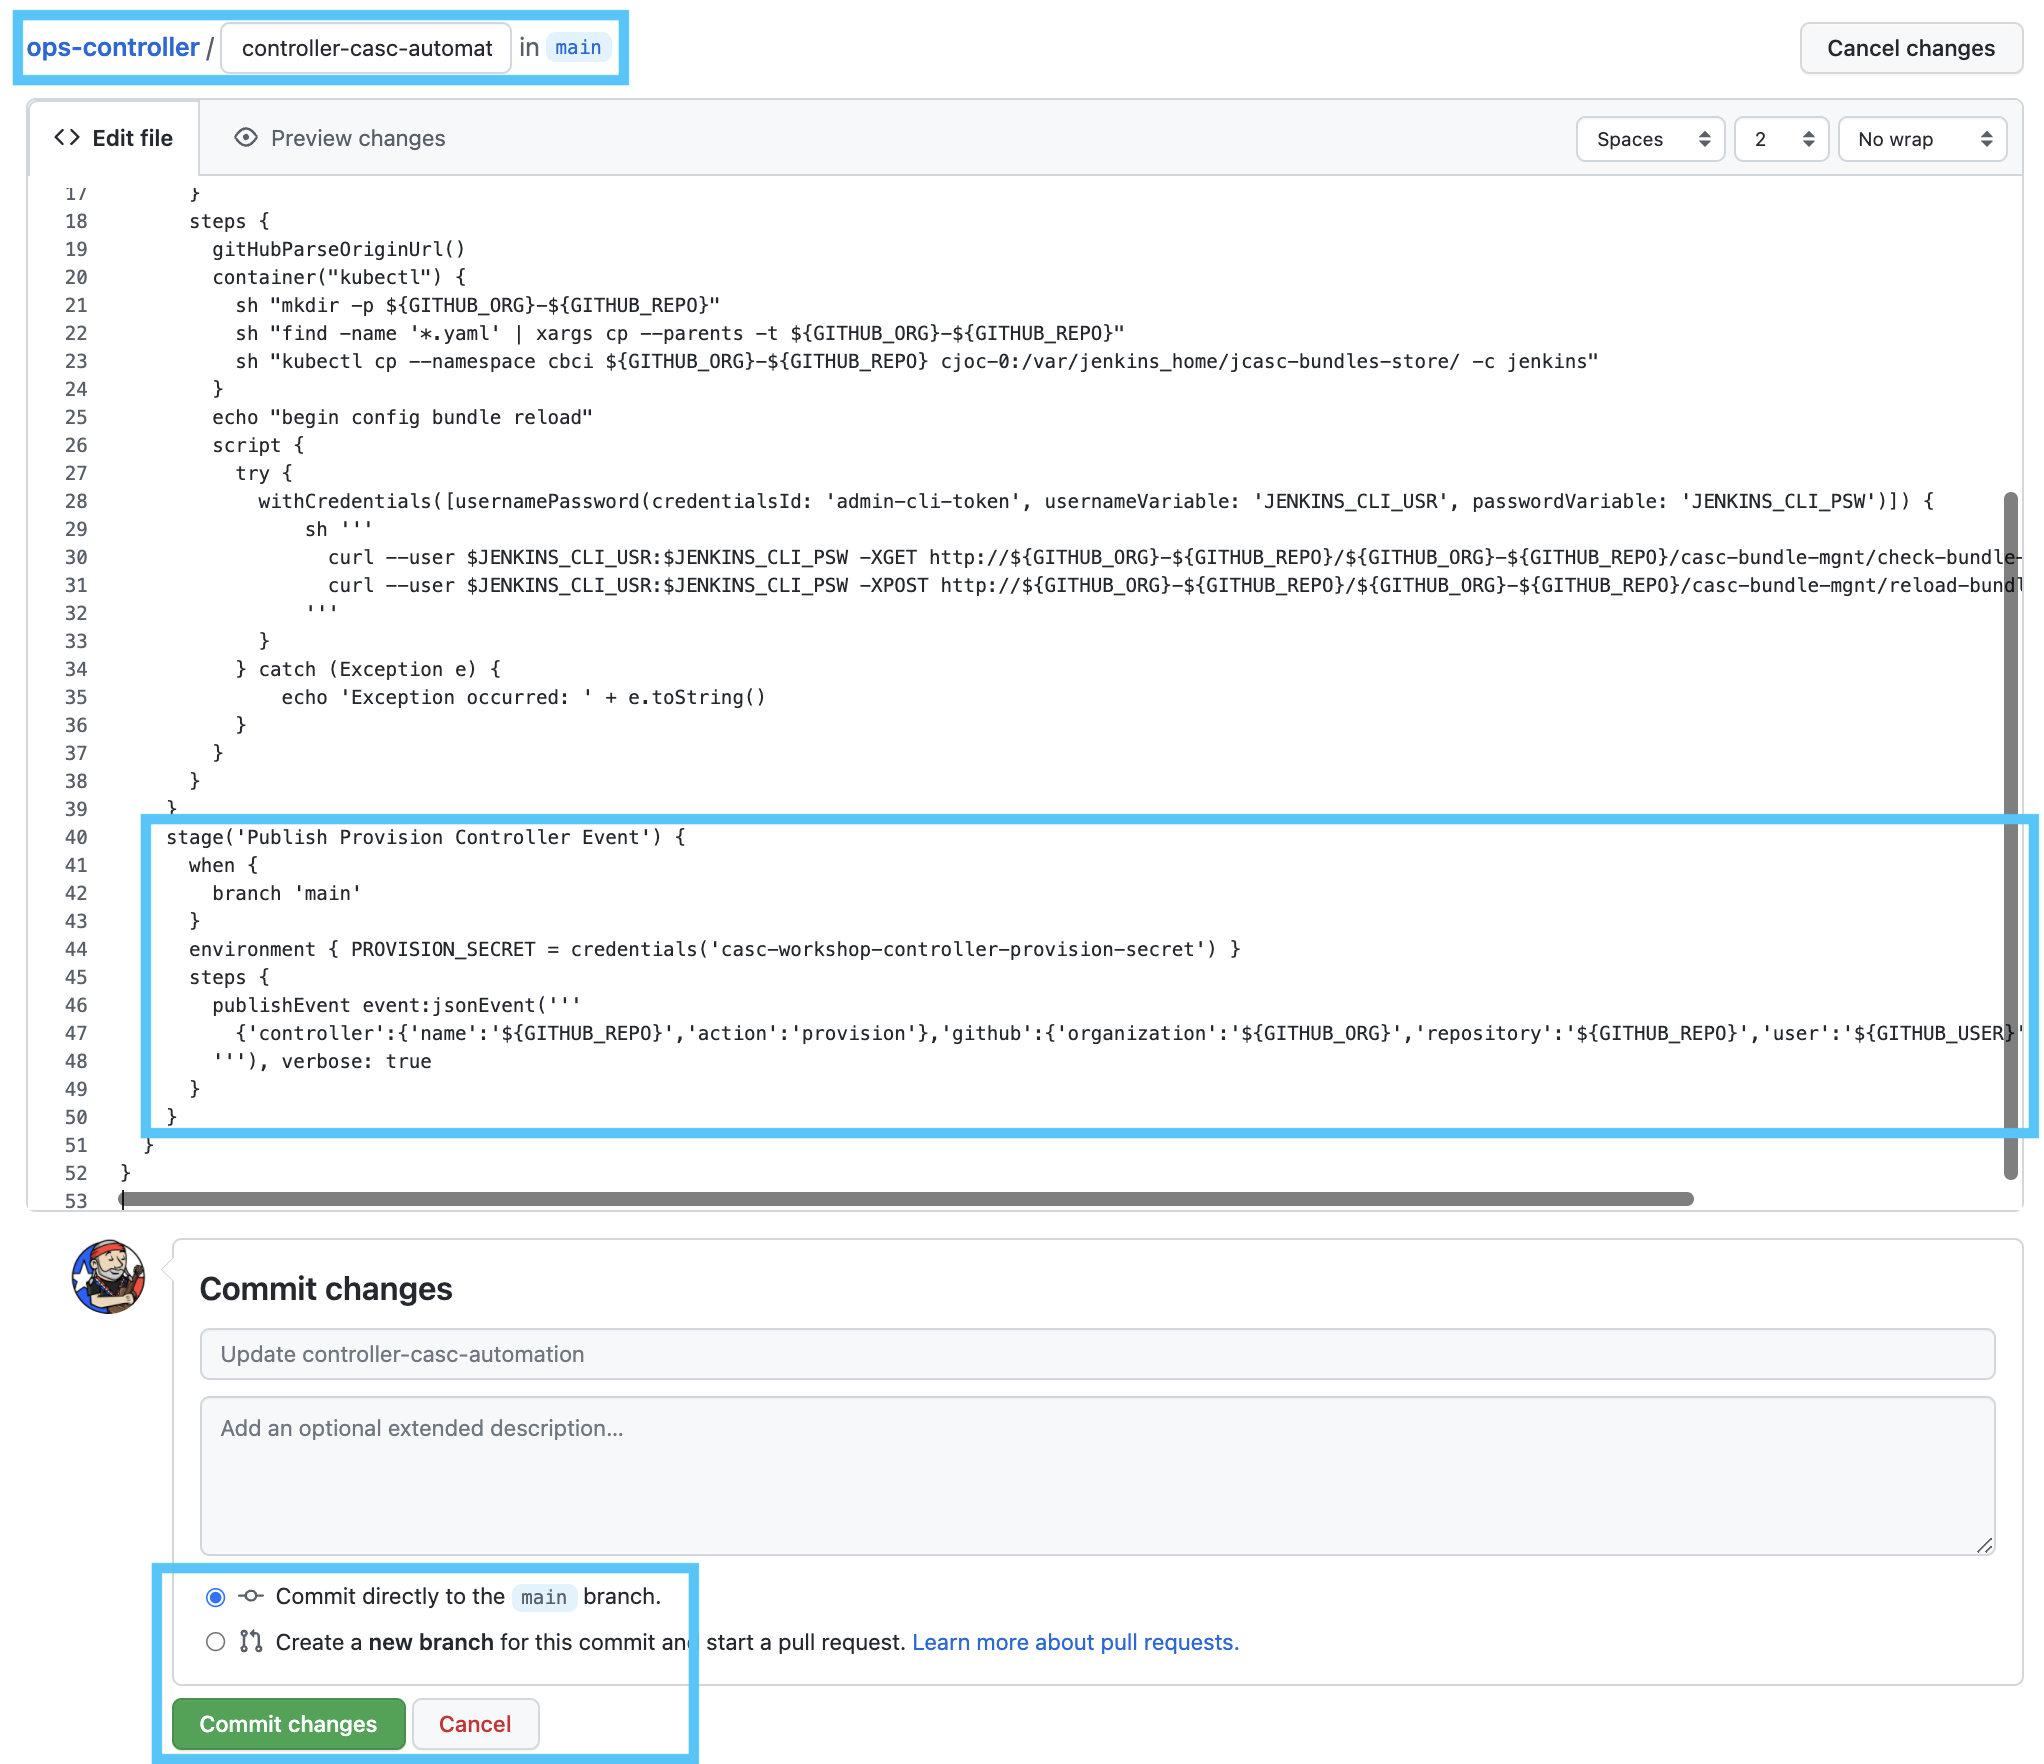 ops-controller / controller-casc-automat in main
Cancel changes
Edit file
Preview changes
Spaces
2
No wrap
17 }
18 steps {
19 gitHubParseOriginUrl()
20 container("kubectl") {
21 sh "mkdir -p ${GITHUB_ORG}-${GITHUB_REPO}"
22 sh "find -name '*.yaml' | xargs cp --parents -t ${GITHUB_ORG}-${GITHUB_REPO}"
23 sh "kubectl cp --namespace cbci ${GITHUB_ORG}-${GITHUB_REPO} cjoc-0:/var/jenkins_home/jcasc-bundles-store/ -c jenkins"
24 }
25 echo "begin config bundle reload"
26 script {
27 try {
28 withCredentials([usernamePassword(credentialsId: 'admin-cli-token', usernameVariable: 'JENKINS_CLI_USR', passwordVariable: 'JENKINS_CLI_PSW')]) {
29 sh '''
30 curl --user $JENKINS_CLI_USR:$JENKINS_CLI_PSW -XGET http://${GITHUB_ORG}-${GITHUB_REPO}/${GITHUB_ORG}-${GITHUB_REPO}/casc-bundle-mgnt/check-bundle-
31 curl --user $JENKINS_CLI_USR:$JENKINS_CLI_PSW -XPOST http://${GITHUB_ORG}-${GITHUB_REPO}/${GITHUB_ORG}-${GITHUB_REPO}/casc-bundle-mgnt/reload-bundl
32 '''
33 }
34 } catch (Exception e) {
35 echo 'Exception occurred: ' + e.toString()
36 }
37 }
38 }
39 }
40 stage('Publish Provision Controller Event') {
41 when {
42 branch 'main'
43 }
44 environment { PROVISION_SECRET = credentials('casc-workshop-controller-provision-secret') }
45 steps {
46 publishEvent event:jsonEvent('''
47 {'controller':{'name':'${GITHUB_REPO}','action':'provision'},'github':{'organization':'${GITHUB_ORG}','repository':'${GITHUB_REPO}','user':'${GITHUB_USER}'
48 '''), verbose: true
49 }
50 }
51 }
52 }
53
Commit changes
Update controller-casc-automation
Add an optional extended description...
Commit directly to the main branch.
Create a new branch for this commit and start a pull request. Learn more about pull requests.
Commit changes
Cancel